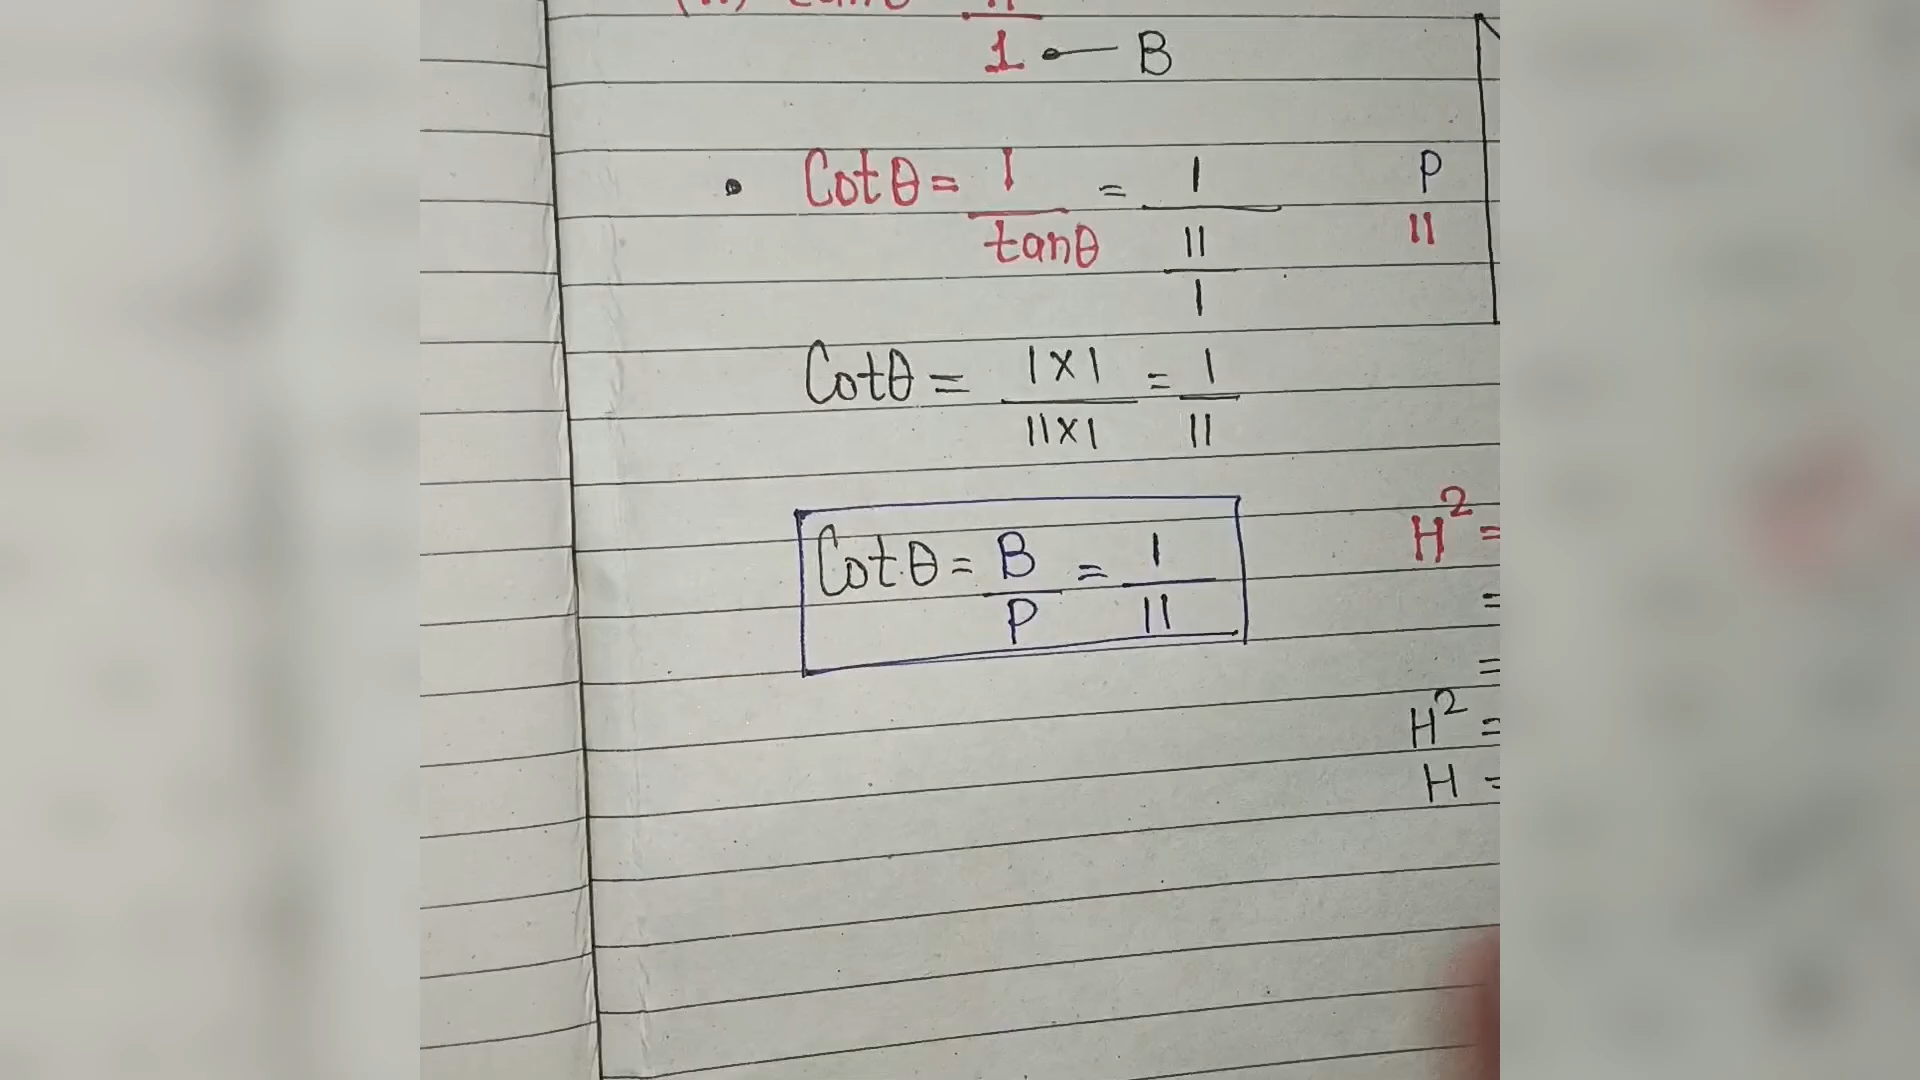 1 B
• Cotθ = 1/tanθ = 1/(11/1)
P
11
Cotθ = 1×1/11×1 = 1/11
Cot.θ = B/P = 1/11
H² =
=
=
H² =
H =